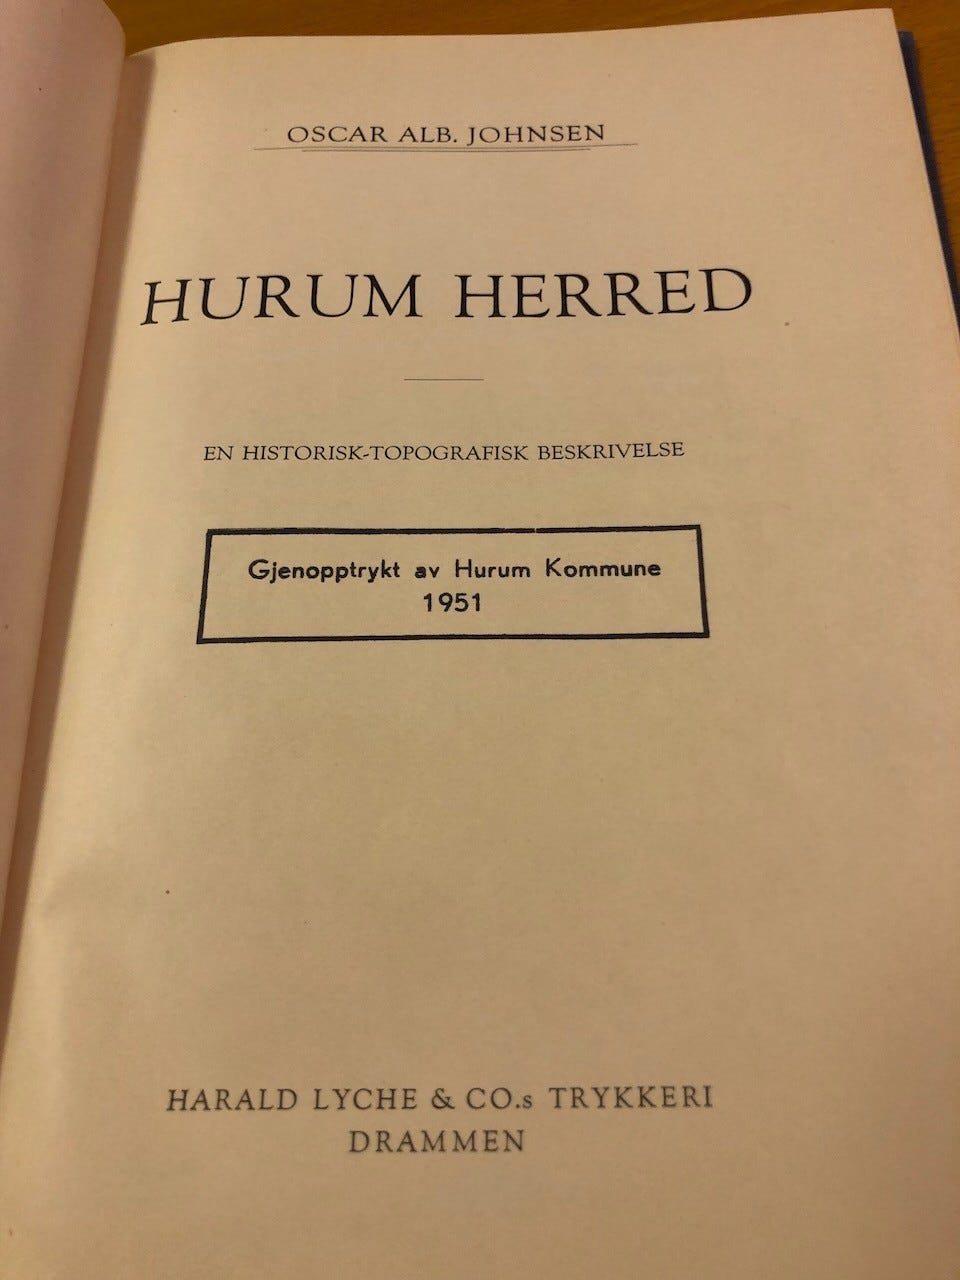 OSCAR ALB. JOHNSEN
HURUM HERRED
EN HISTORISK-TOPOGRAFISK BESKRIVELSE
Gjenopptrykt av Hurum Kommune
1951
HARALD LYCHE & CO.s TRYKKERI
DRAMMEN